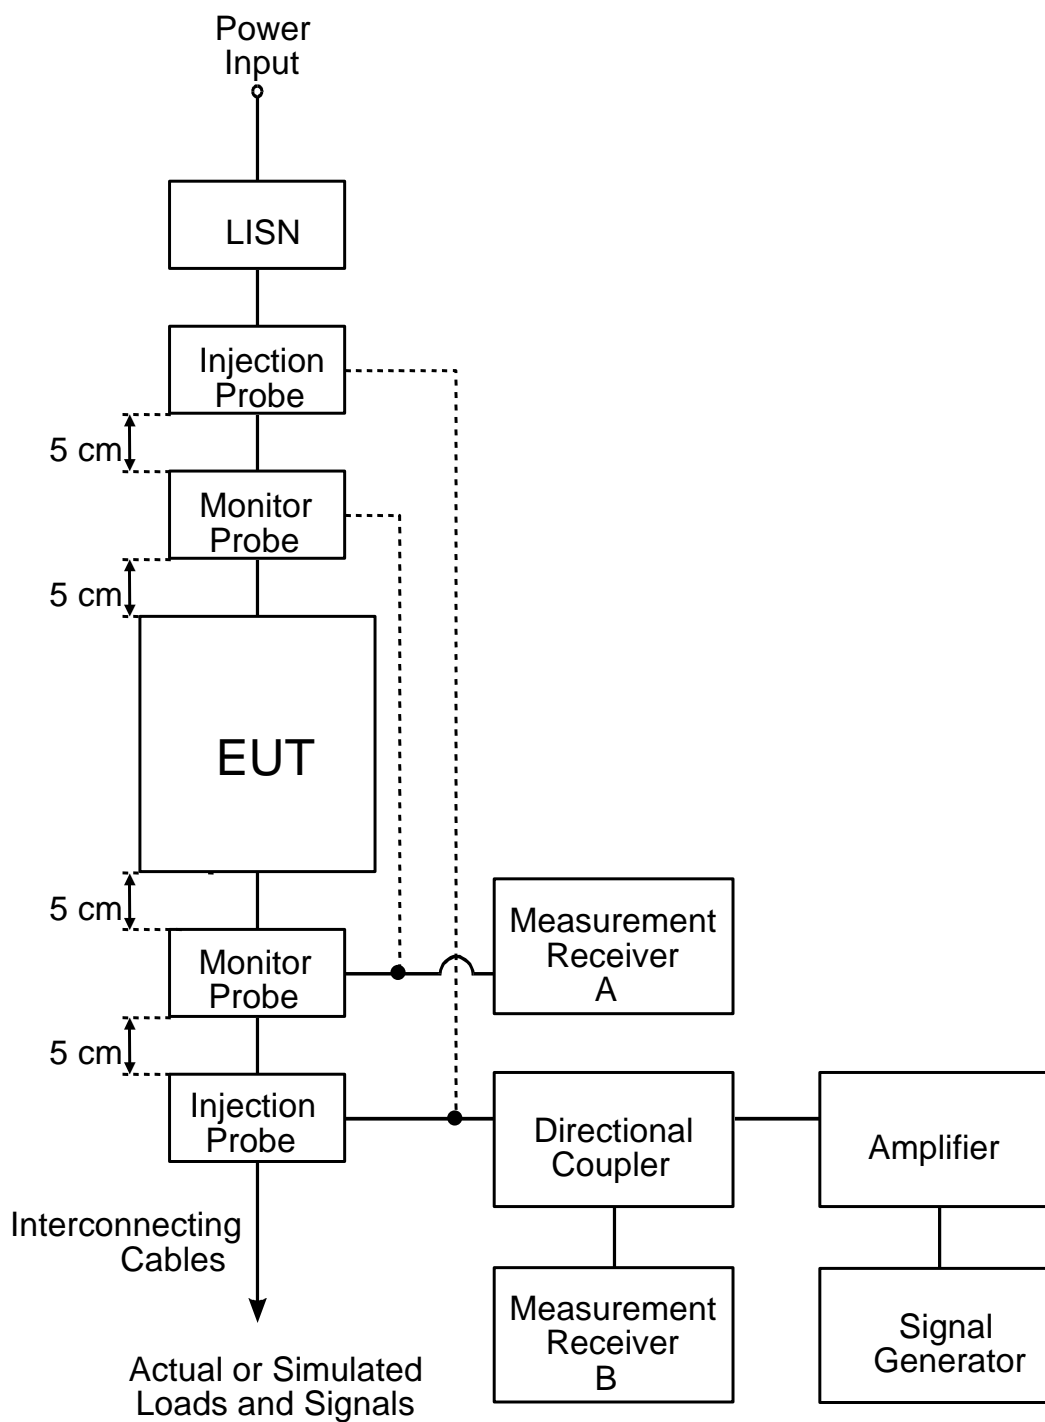 Power
Input
LISN
Injection
Probe
5 cm
Monitor
Probe
5 cm
EUT
5 cm
Monitor
Probe
Measurement
Receiver
A
5 cm
Injection
Probe
Directional
Coupler
Amplifier
Interconnecting
Cables
Measurement
Receiver
B
Signal
Generator
Actual or Simulated
Loads and Signals